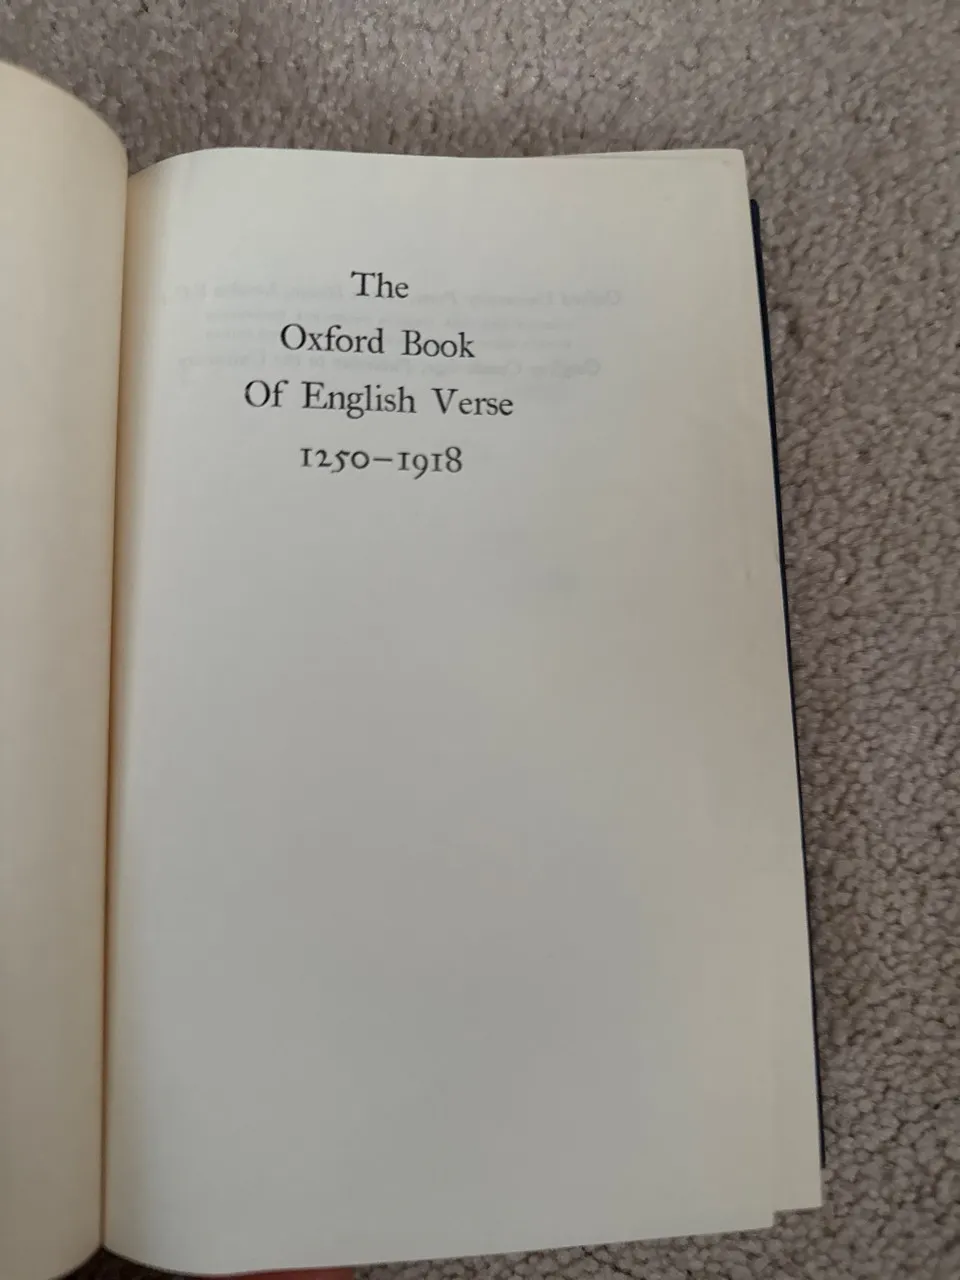 The
Oxford Book
Of English Verse
1250–1918